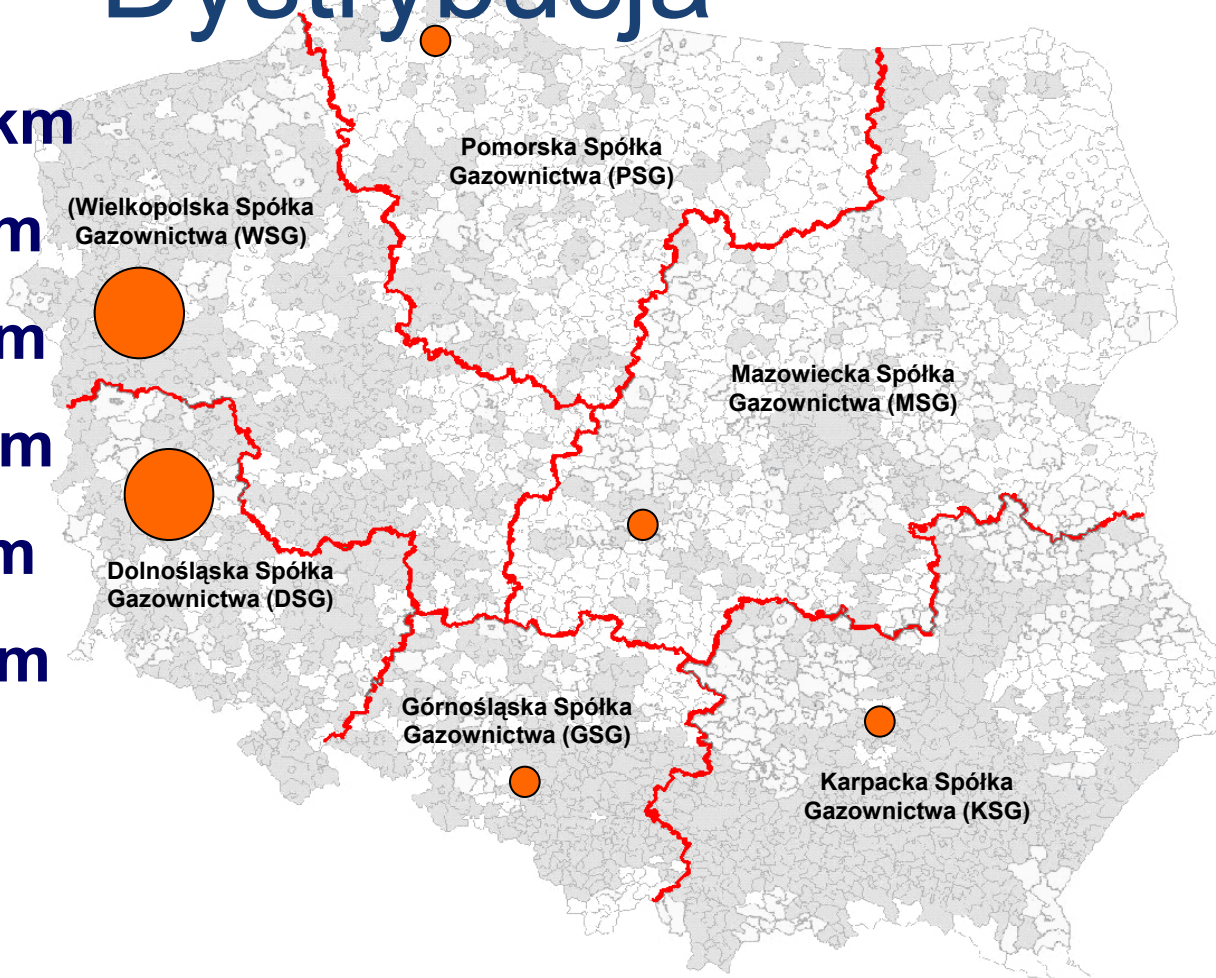 Dystrybucja
km
m
m
m
m
m
Pomorska Spółka
Gazownictwa (PSG)
(Wielkopolska Spółka
Gazownictwa (WSG)
Mazowiecka Spółka
Gazownictwa (MSG)
Dolnośląska Spółka
Gazownictwa (DSG)
Górnośląska Spółka
Gazownictwa (GSG)
Karpacka Spółka
Gazownictwa (KSG)